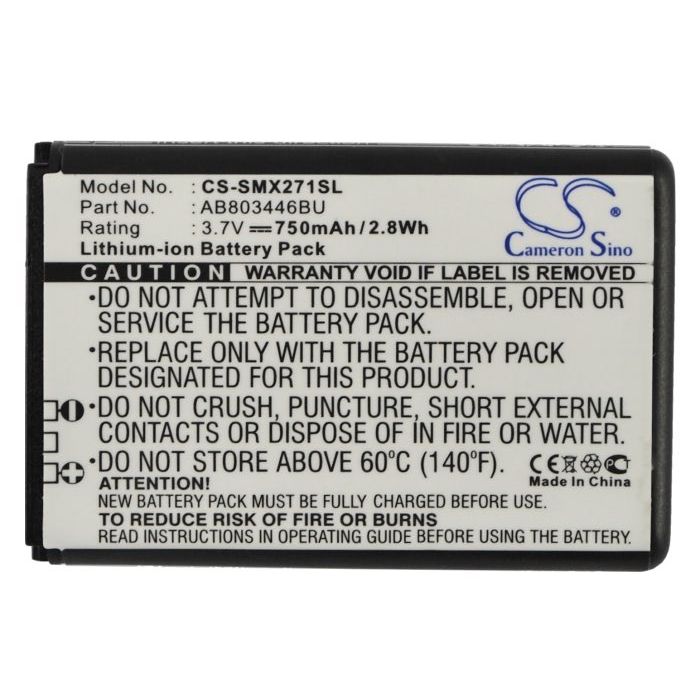 Model No. : CS-SMX271SL
Part No. : AB803446BU
Rating : 3.7V 750mAh/2.8Wh
Lithium-ion Battery Pack
CS ®
Cameron Sino
CAUTION WARRANTY VOID IF LABEL IS REMOVED
•DO NOT ATTEMPT TO DISASSEMBLE, OPEN OR
SERVICE THE BATTERY PACK.
•REPLACE ONLY WITH THE BATTERY PACK
DESIGNATED FOR THIS PRODUCT.
•DO NOT CRUSH, PUNCTURE, SHORT EXTERNAL
CONTACTS OR DISPOSE OF IN FIRE OR WATER.
•DO NOT STORE ABOVE 60°C (140°F).
CE PC
Made In China
ATTENTION!
NEW BATTERY PACK MUST BE FULLY CHARGED BEFORE USE.
TO REDUCE RISK OF FIRE OR BURNS
READ INSTRUCTIONS IN OPERATING GUIDE BEFORE USING THE BATTERY.